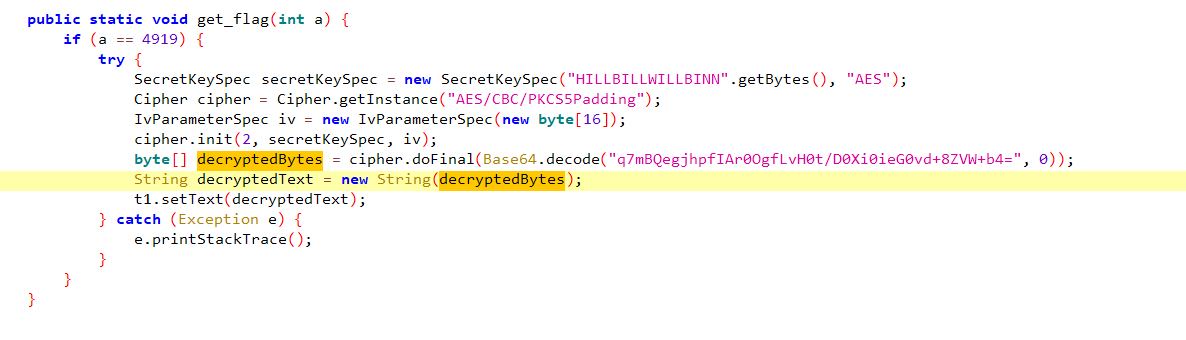 public static void get_flag(int a) {
if (a == 4919) {
try {
SecretKeySpec secretKeySpec = new SecretKeySpec("HILLBILLWILLBINN".getBytes(), "AES");
Cipher cipher = Cipher.getInstance("AES/CBC/PKCS5Padding");
IvParameterSpec iv = new IvParameterSpec(new byte[16]);
cipher.init(2, secretKeySpec, iv);
byte[] decryptedBytes = cipher.doFinal(Base64.decode("q7mBQegjhpfIAr0OgfLvH0t/D0Xi0ieG0vd+8ZVW+b4=", 0));
String decryptedText = new String(decryptedBytes);
t1.setText(decryptedText);
} catch (Exception e) {
e.printStackTrace();
}
}
}